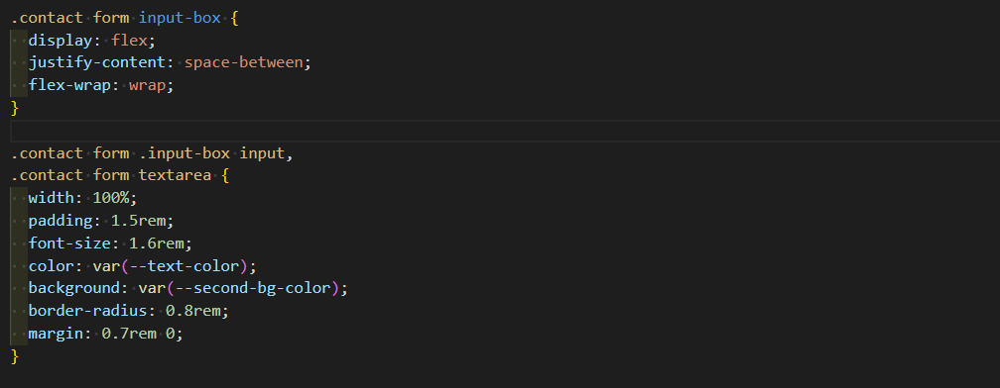 .contact form input-box {
  display: flex;
  justify-content: space-between;
  flex-wrap: wrap;
}

.contact form .input-box input,
.contact form textarea {
  width: 100%;
  padding: 1.5rem;
  font-size: 1.6rem;
  color: var(--text-color);
  background: var(--second-bg-color);
  border-radius: 0.8rem;
  margin: 0.7rem 0;
}